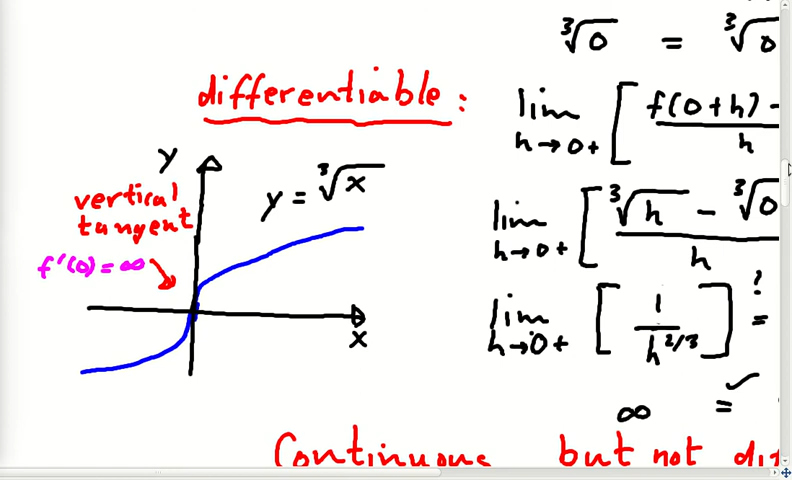 ∛0 = ∛0
differentiable :
lim h→0+ [ f(0+h) -
h
y
y = ∛x
vertical
tangent
f'(0) = ∞
lim h→0+ [ ∛h - ∛0
h
x
lim h→0+ [ 1 / h^2/3 ] ! =
∞ = ✓
Continuous but not di